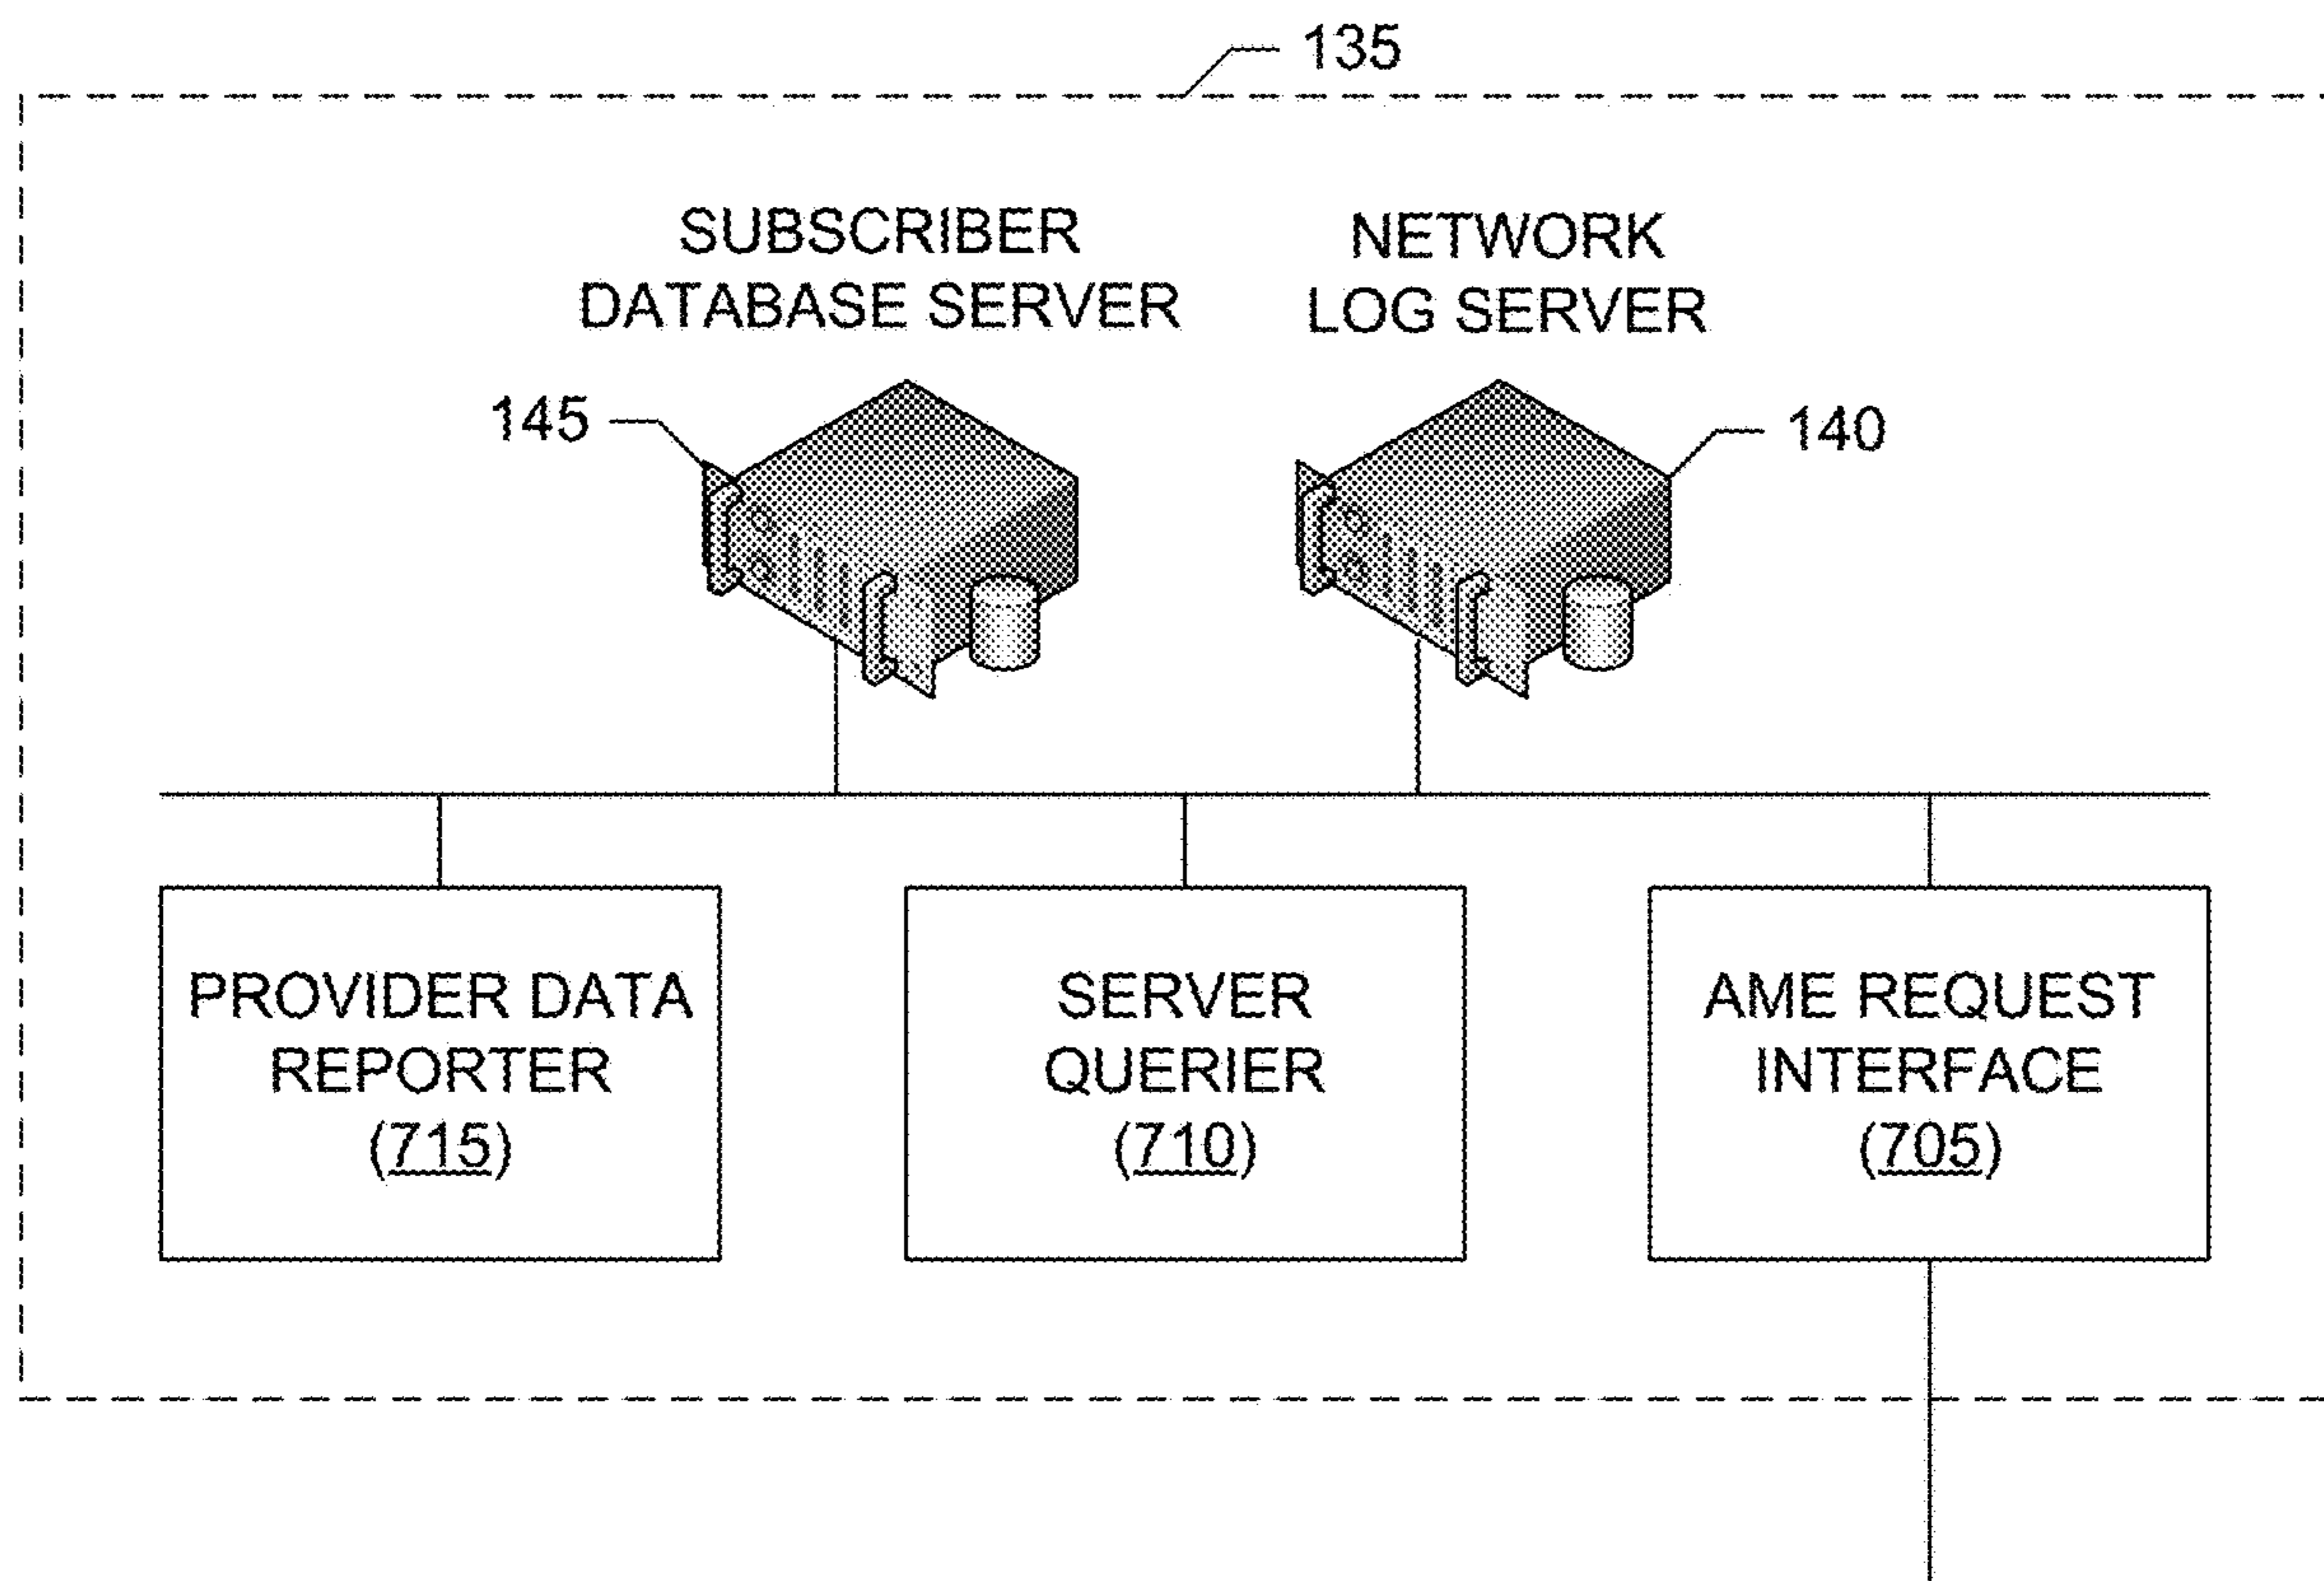 135
SUBSCRIBER
DATABASE SERVER
NETWORK
LOG SERVER
145
140
PROVIDER DATA
REPORTER
(715)
SERVER
QUERIER
(710)
AME REQUEST
INTERFACE
(705)